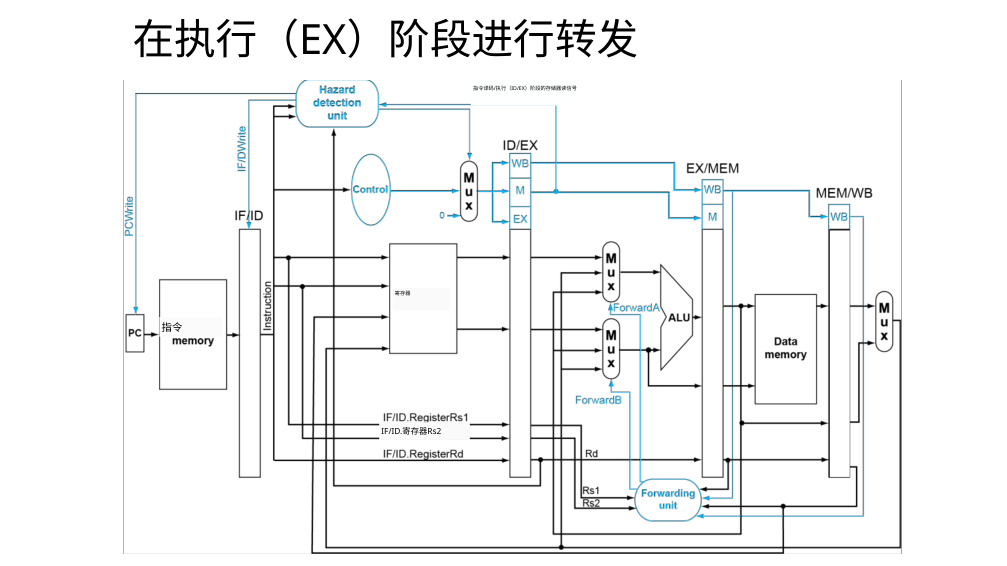 在执行（EX）阶段进行转发
Hazard
detection
unit
指令译码/执行（ID/EX）阶段的存储器读信号
IF/DWrite
PCWrite
Control
0
Mux
ID/EX
WB
M
EX
EX/MEM
WB
M
MEM/WB
WB
IF/ID
PC
指令
memory
Instruction
寄存器
Mux
ForwardA
Mux
ForwardB
ALU
Data
memory
Mux
IF/ID.RegisterRs1
IF/ID.寄存器Rs2
IF/ID.RegisterRd
Rd
Rs1
Rs2
Forwarding
unit